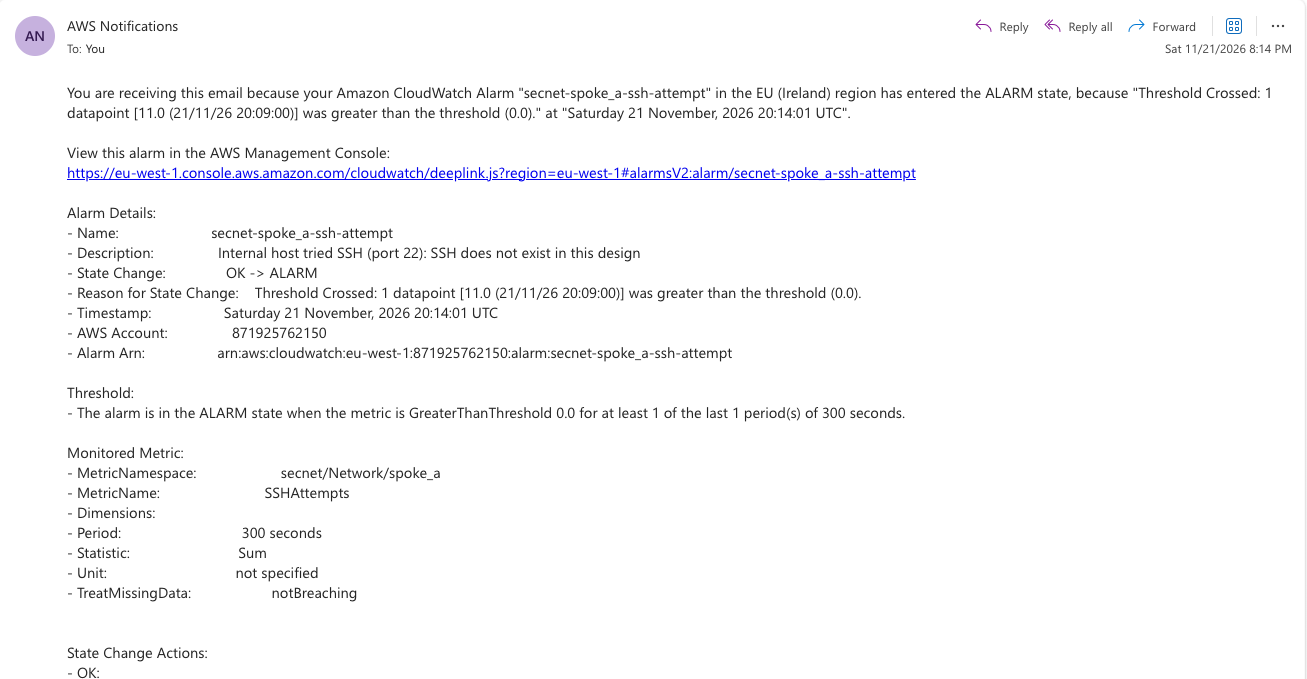 AN
AWS Notifications
To: You
Reply
Reply all
Forward
Sat 11/21/2026 8:14 PM
You are receiving this email because your Amazon CloudWatch Alarm "secnet-spoke_a-ssh-attempt" in the EU (Ireland) region has entered the ALARM state, because "Threshold Crossed: 1
datapoint [11.0 (21/11/26 20:09:00)] was greater than the threshold (0.0)." at "Saturday 21 November, 2026 20:14:01 UTC".
View this alarm in the AWS Management Console:
https://eu-west-1.console.aws.amazon.com/cloudwatch/deeplink.js?region=eu-west-1#alarmsV2:alarm/secnet-spoke_a-ssh-attempt
Alarm Details:
- Name: secnet-spoke_a-ssh-attempt
- Description: Internal host tried SSH (port 22): SSH does not exist in this design
- State Change: OK -> ALARM
- Reason for State Change: Threshold Crossed: 1 datapoint [11.0 (21/11/26 20:09:00)] was greater than the threshold (0.0).
- Timestamp: Saturday 21 November, 2026 20:14:01 UTC
- AWS Account: 871925762150
- Alarm Arn: arn:aws:cloudwatch:eu-west-1:871925762150:alarm:secnet-spoke_a-ssh-attempt
Threshold:
- The alarm is in the ALARM state when the metric is GreaterThanThreshold 0.0 for at least 1 of the last 1 period(s) of 300 seconds.
Monitored Metric:
- MetricNamespace: secnet/Network/spoke_a
- MetricName: SSHAttempts
- Dimensions:
- Period: 300 seconds
- Statistic: Sum
- Unit: not specified
- TreatMissingData: notBreaching
State Change Actions:
- OK: